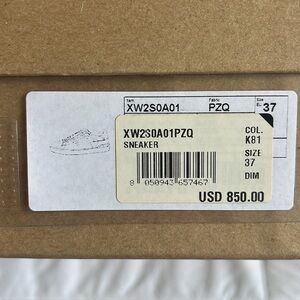 Item Fabric Size
XW2S0A01 PZQ EU 37
XW2S0A01PZQ COL.
SNEAKER K81
SIZE
37
8 050943 657467 DIM
USD 850.00